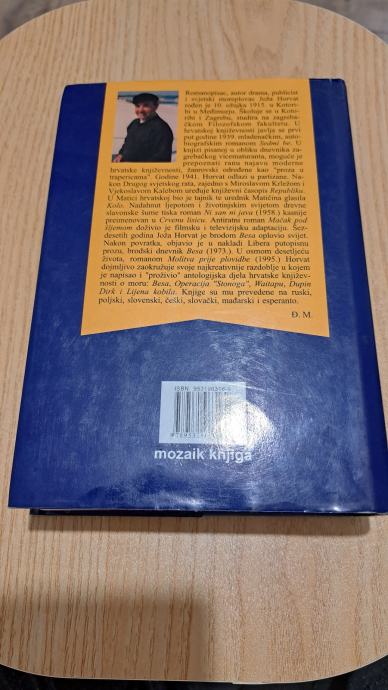 Romanopisac, autor drama, publicist
i svjetski moreplovac Joža Horvat
rođen je 10. ožujka 1915. u Kotori-
bi u Međimurju. Školuje se u Koto-
ribi i Zagrebu, studira na zagreba-
čkom Filozofskom fakultetu. U
hrvatskoj književnosti javlja se prvi
put godine 1939. mladenačkim, auto-
biografskim romanom Sedmi be. U
knjizi pisanoj u obliku dnevnika za-
grebačkog vicematuranta, moguće je
prepoznati ranu najavu moderne
hrvatske književnosti, žanrovski određene kao "proza u
trapericama". Godine 1941. Horvat odlazi u partizane. Na-
kon Drugog svjetskog rata, zajedno s Miroslavom Krležom i
Vjekoslavom Kalebom uređuje književni časopis Republiku.
U Matici hrvatskoj bio je tajnik te urednik Matičina glasila
Kolo. Nadahnut ljepotom i životinjskim svijetom drevne
slavonske šume tiska roman Ni san ni java (1958.) kasnije
preimenovan u Crvenu lisicu. Antiratni roman Mačak pod
šljemom doživio je filmsku i televizijsku adaptaciju. Šez-
desetih godina Joža Horvat je brodom Besa oplovio svijet.
Nakon povratka, objavio je u nakladi Libera putopisnu
prozu, brodski dnevnik Besa (1973.). U osmom desetljeću
života, romanom Molitva prije plovidbe (1995.) Horvat
dojmljivo zaokružuje svoje najkreativnije razdoblje u kojem
je napisao i "proživio" antologijska djela hrvatske književ-
nosti o moru: Besa, Operacija "Stonoga", Waitapu, Dupin
Dirk i Lijena kobila. Knjige su mu prevedene na ruski,
poljski, slovenski, češki, slovački, mađarski i esperanto.
Đ. M.
ISBN
mozaik knjiga